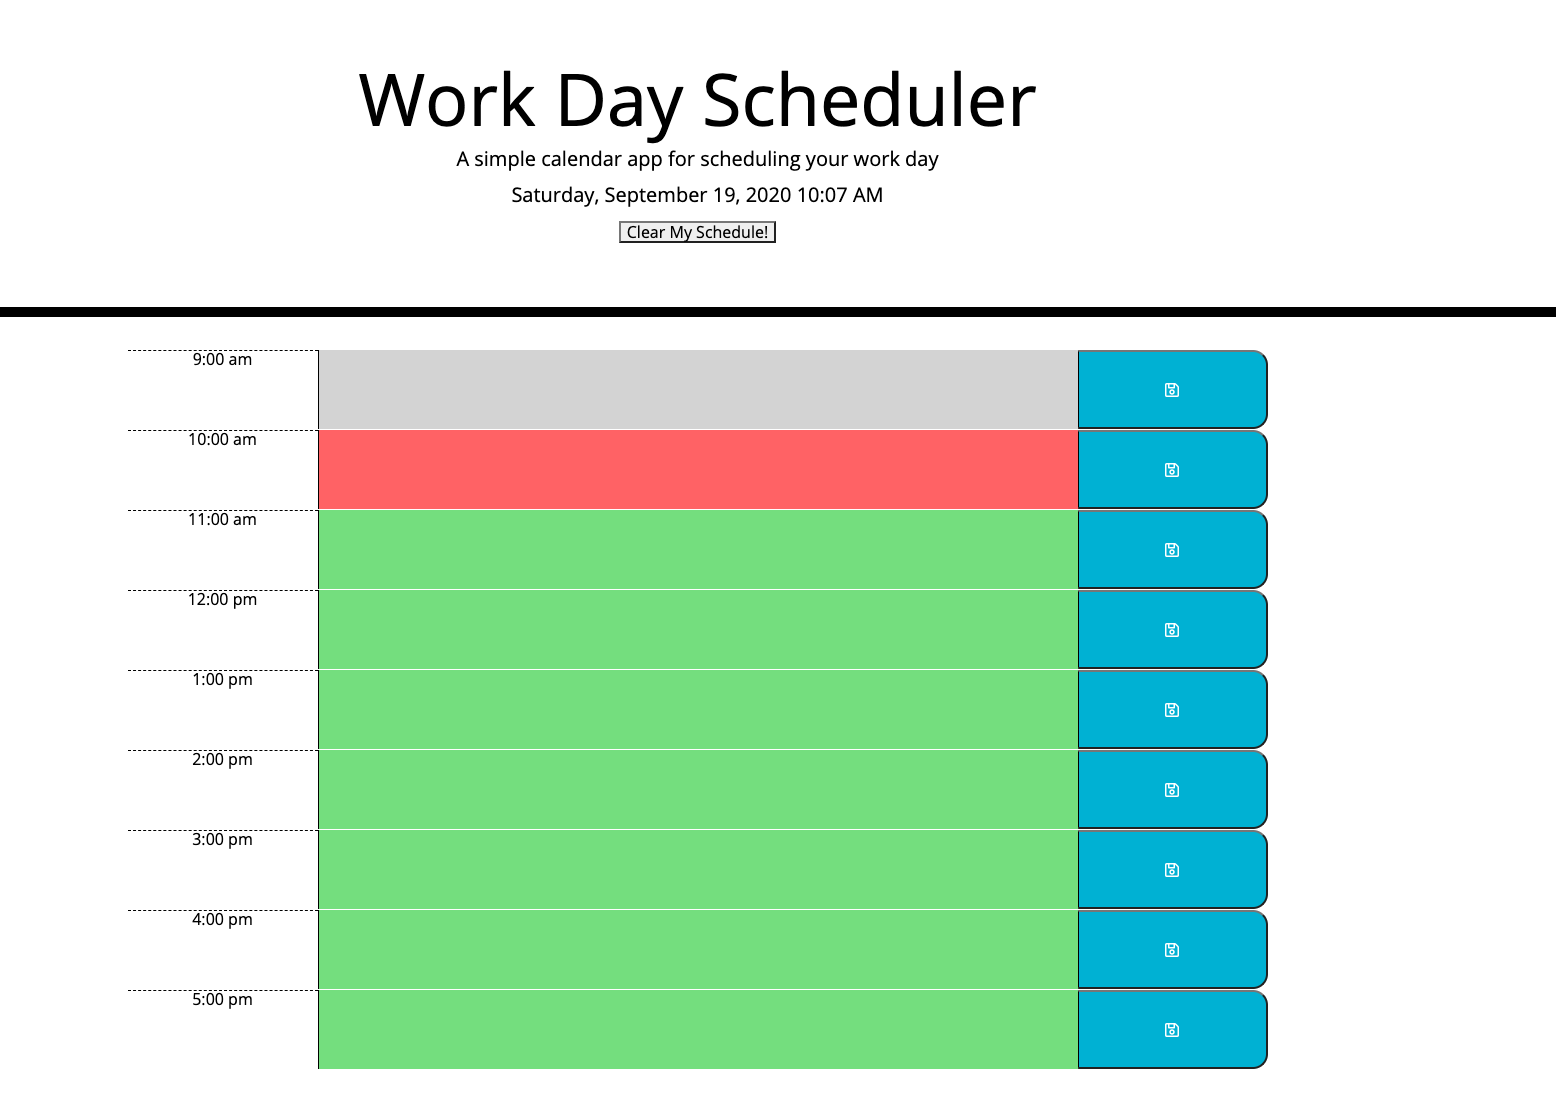 Work Day Scheduler
A simple calendar app for scheduling your work day
Saturday, September 19, 2020 10:07 AM
Clear My Schedule!
9:00 am
10:00 am
11:00 am
12:00 pm
1:00 pm
2:00 pm
3:00 pm
4:00 pm
5:00 pm